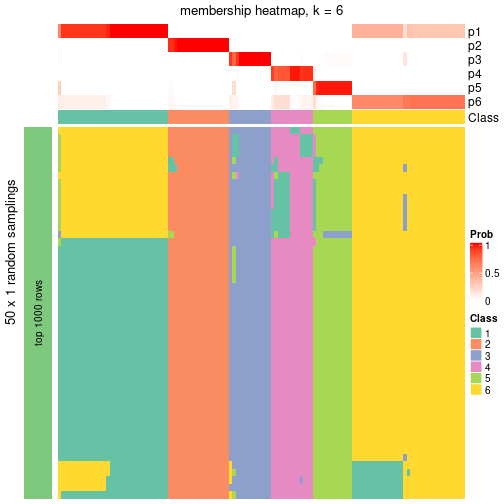 membership heatmap, k = 6
p1
p2
p3
p4
p5
p6
Class
50 x 1 random samplings
top 1000 rows
Prob
1
0.5
0
Class
1
2
3
4
5
6